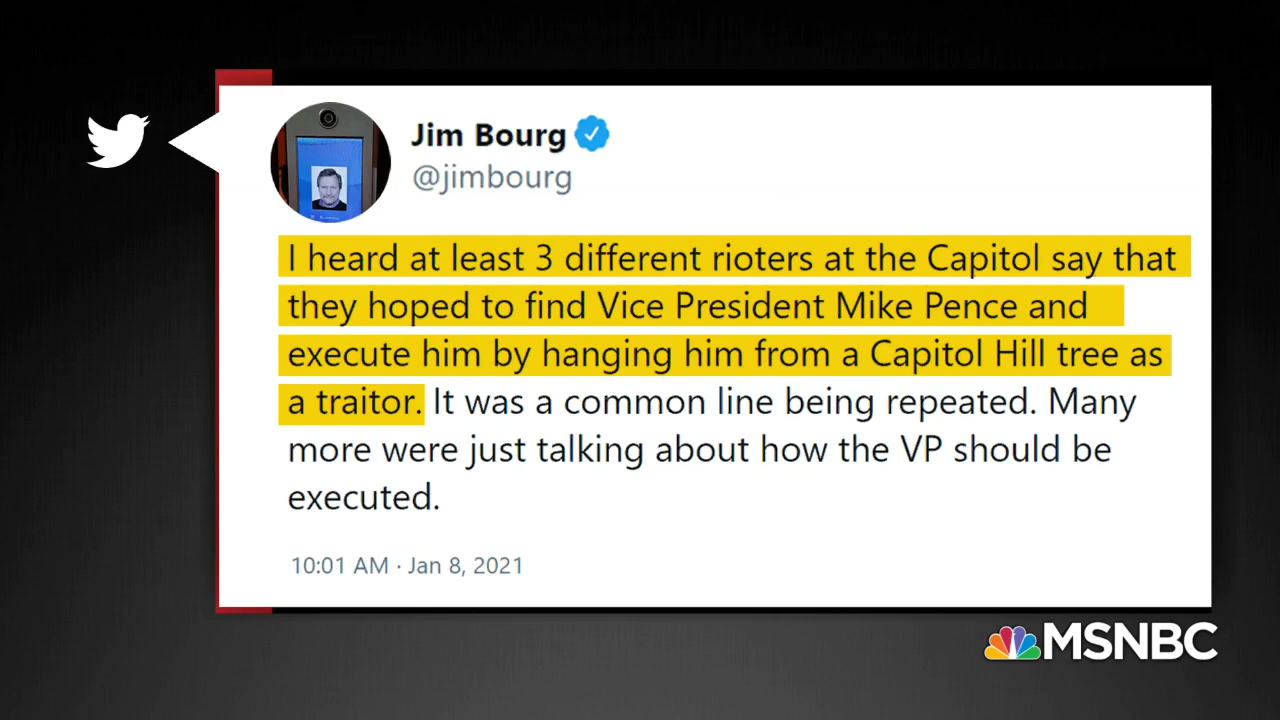 Jim Bourg
@jimbourg
I heard at least 3 different rioters at the Capitol say that
they hoped to find Vice President Mike Pence and
execute him by hanging him from a Capitol Hill tree as
a traitor. It was a common line being repeated. Many
more were just talking about how the VP should be
executed.
10:01 AM · Jan 8, 2021
MSNBC